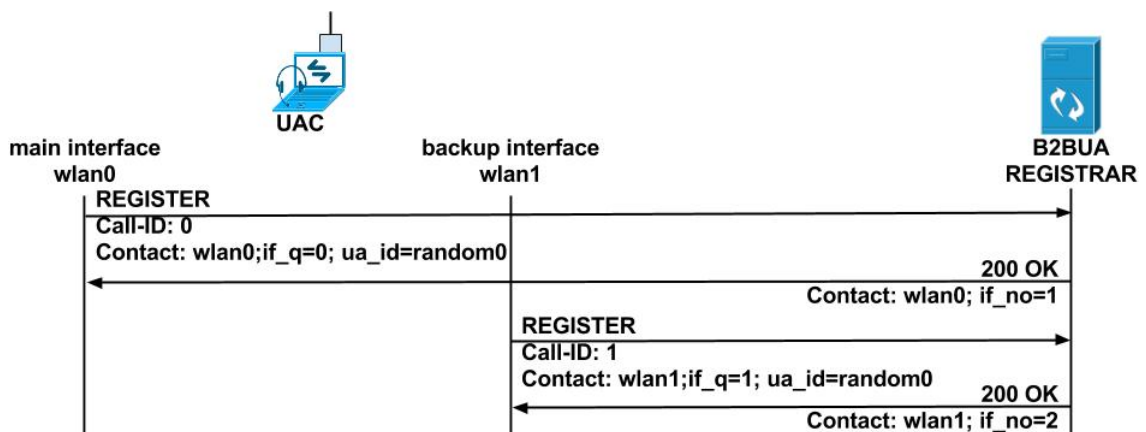 UAC
main interface
wlan0
backup interface
wlan1
B2BUA
REGISTRAR
REGISTER
Call-ID: 0
Contact: wlan0;if_q=0; ua_id=random0
200 OK
Contact: wlan0; if_no=1
REGISTER
Call-ID: 1
Contact: wlan1;if_q=1; ua_id=random0
200 OK
Contact: wlan1; if_no=2